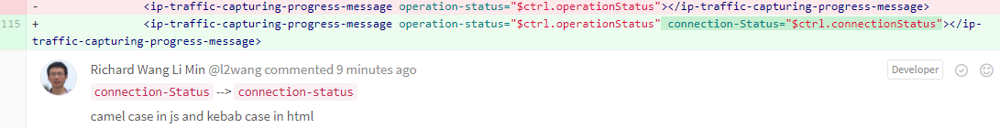 - <ip-traffic-capturing-progress-message operation-status="$ctrl.operationStatus"></ip-traffic-capturing-progress-message>
115 + <ip-traffic-capturing-progress-message operation-status="$ctrl.operationStatus" connection-Status="$ctrl.connectionStatus"></ip-
traffic-capturing-progress-message>
Richard Wang Li Min @l2wang commented 9 minutes ago Developer
connection-Status --> connection-status
camel case in js and kebab case in html